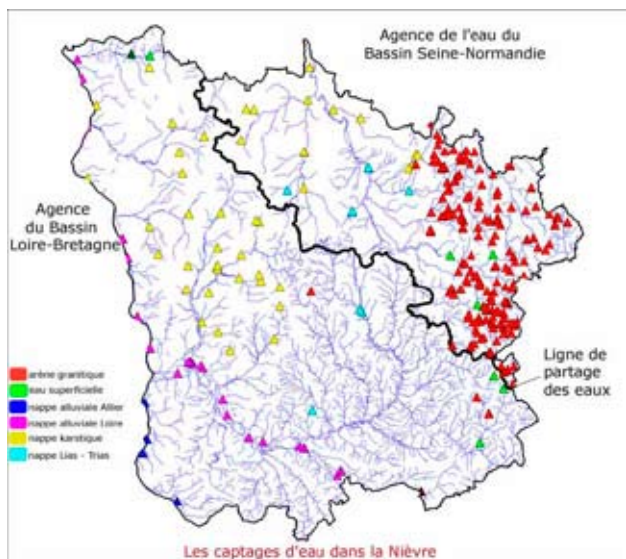 Agence de l'eau du
Bassin Seine-Normandie
Agence
du Bassin
Loire-Bretagne
Ligne de
partage
des eaux
arène granitique
eau superficielle
nappe alluviale Allier
nappe alluviale Loire
nappe karstique
nappe Lias - Trias
Les captages d'eau dans la Nièvre